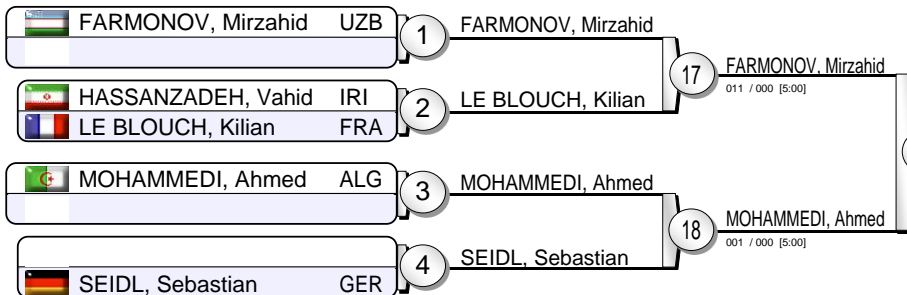 FARMONOV, Mirzahid UZB
1
FARMONOV, Mirzahid
17
FARMONOV, Mirzahid
011 / 000 [5:00]
HASSANZADEH, Vahid IRI
LE BLOUCH, Kilian FRA
2
LE BLOUCH, Kilian
MOHAMMEDI, Ahmed ALG
3
MOHAMMEDI, Ahmed
18
MOHAMMEDI, Ahmed
001 / 000 [5:00]
SEIDL, Sebastian GER
4
SEIDL, Sebastian